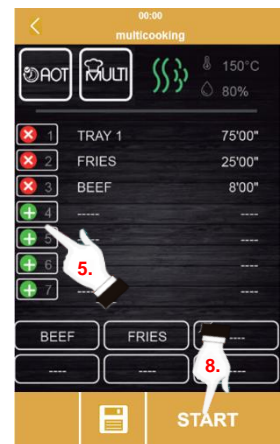 00:00
multicooking
AOT MULTI 150°C
80%
1 TRAY 1 75'00"
2 FRIES 25'00"
3 BEEF 8'00"
4 ----- ----
5 ----- ----
6 ----
7 ----
5.
BEEF FRIES ----
8.
---- ---- ----
START